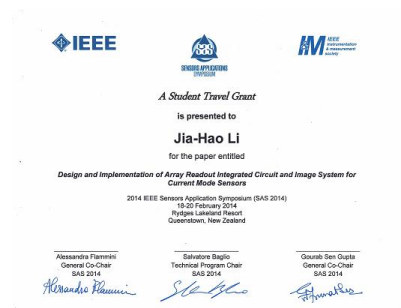 IEEE
SENSORS APPLICATIONS
SYMPOSIUM
IEEE
instrumentation
& measurement
society
A Student Travel Grant
is presented to
Jia-Hao Li
for the paper entitled
Design and Implementation of Array Readout Integrated Circuit and Image System for
Current Mode Sensors
2014 IEEE Sensors Application Symposium (SAS 2014)
18-20 February 2014
Rydges Lakeland Resort
Queenstown, New Zealand
Alessandra Flammini
General Co-Chair
SAS 2014
Salvatore Baglio
Technical Program Chair
SAS 2014
Gourab Sen Gupta
General Co-Chair
SAS 2014
Alessandra Flammini